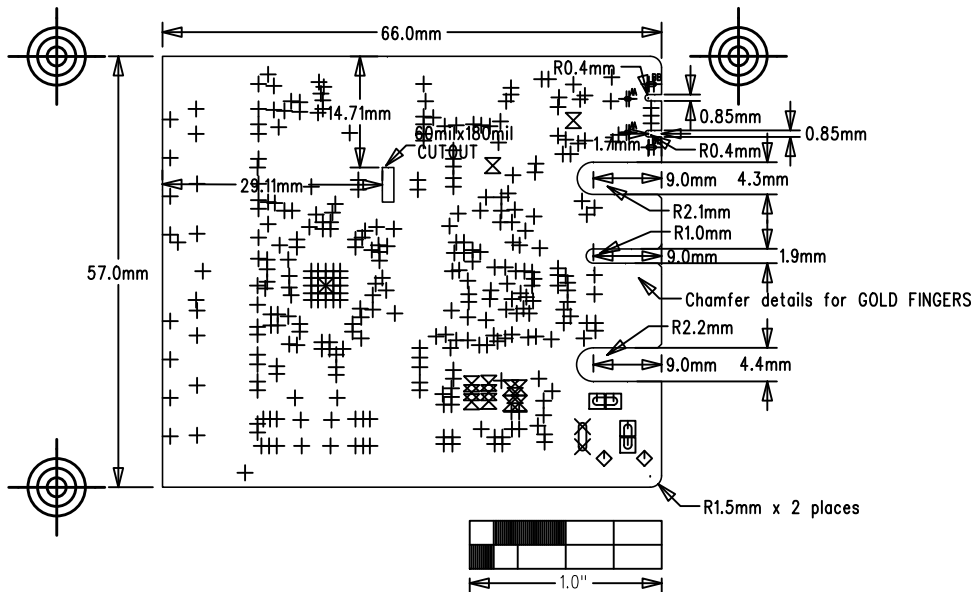 66.0mm
R0.4mm
14.71mm
0.85mm
0.85mm
60milx180mil
CUTOUT
1.7mm
R0.4mm
29.11mm
9.0mm
4.3mm
R2.1mm
R1.0mm
9.0mm
1.9mm
57.0mm
Chamfer details for GOLD FINGERS
R2.2mm
9.0mm
4.4mm
R1.5mm x 2 places
1.0"